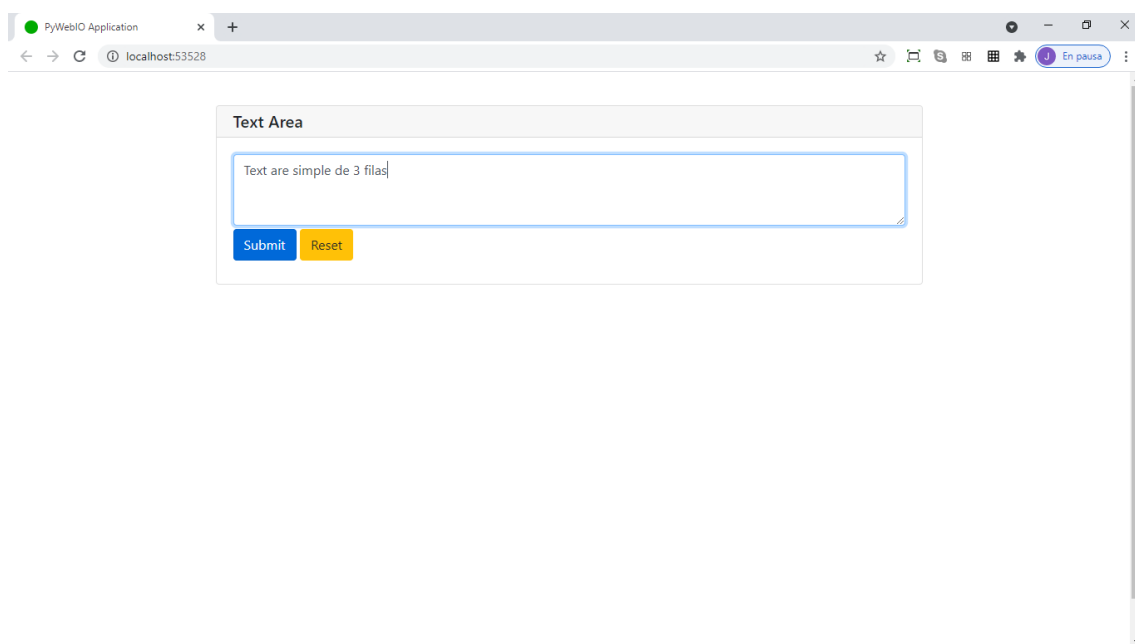 PyWebIO Application
localhost:53528
J En pausa
Text Area
Text are simple de 3 filas
Submit Reset